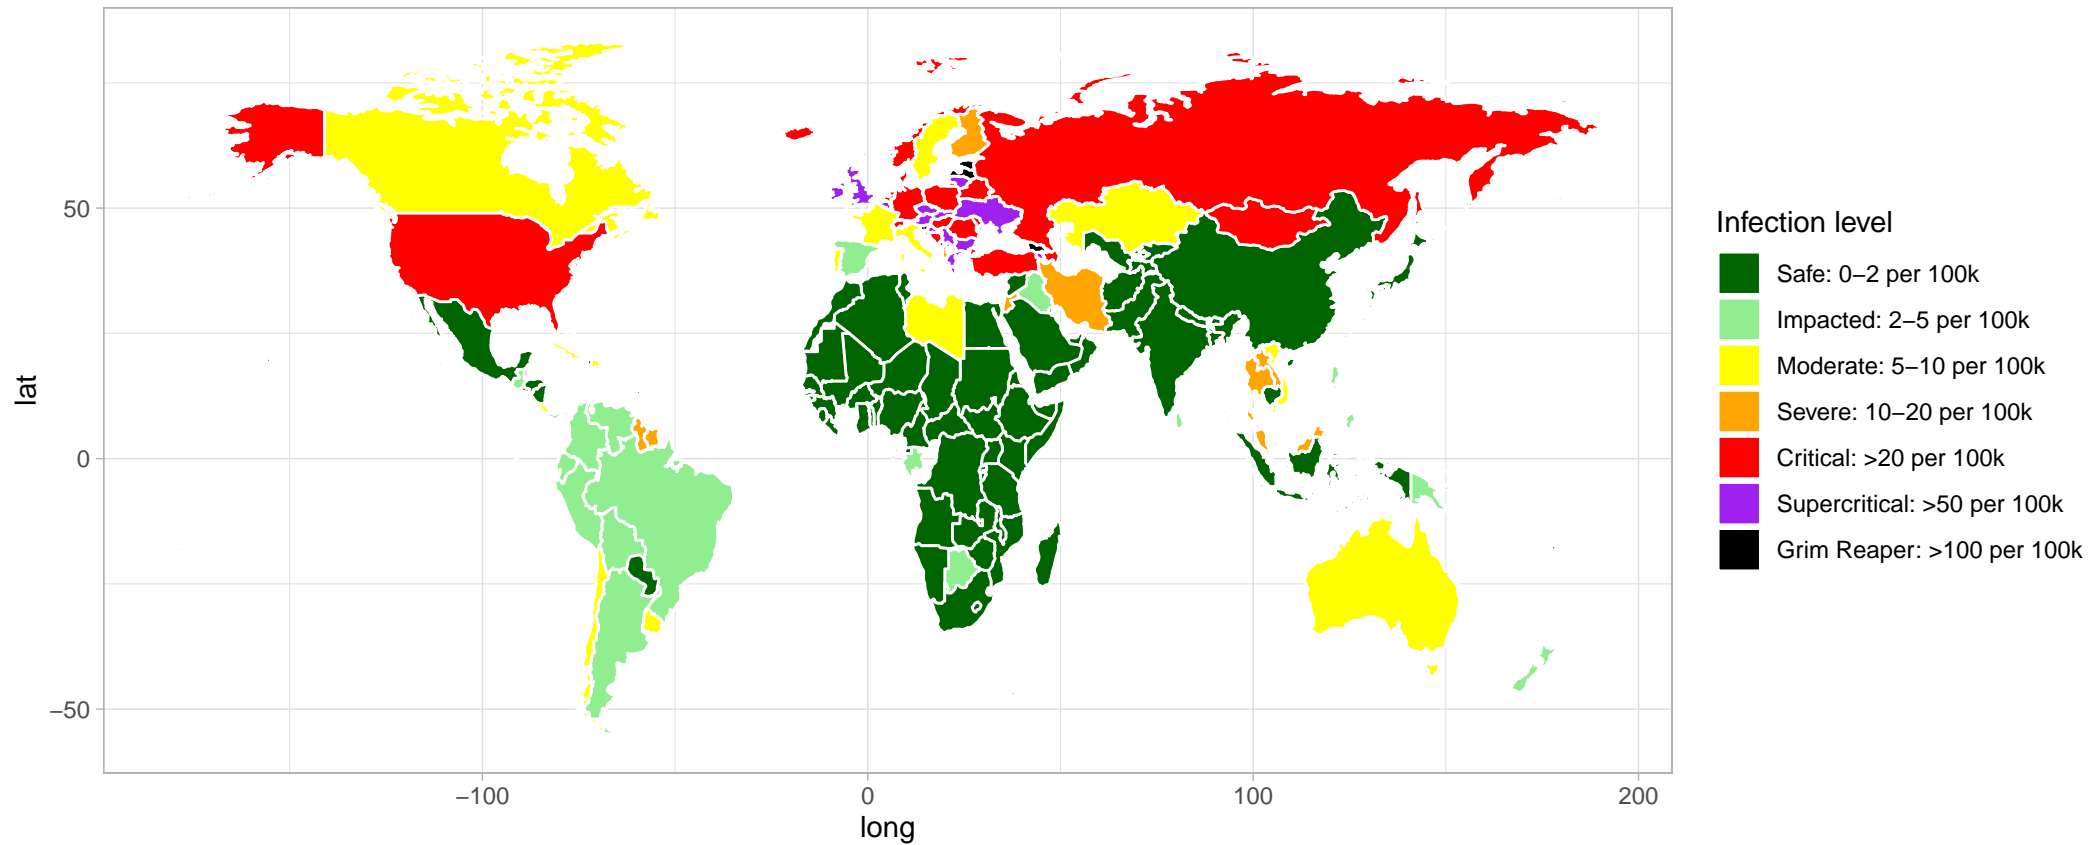 Infection level
Safe: 0–2 per 100k
Impacted: 2–5 per 100k
Moderate: 5–10 per 100k
Severe: 10–20 per 100k
Critical: >20 per 100k
Supercritical: >50 per 100k
Grim Reaper: >100 per 100k
lat
50
0
−50
−100
0
100
200
long